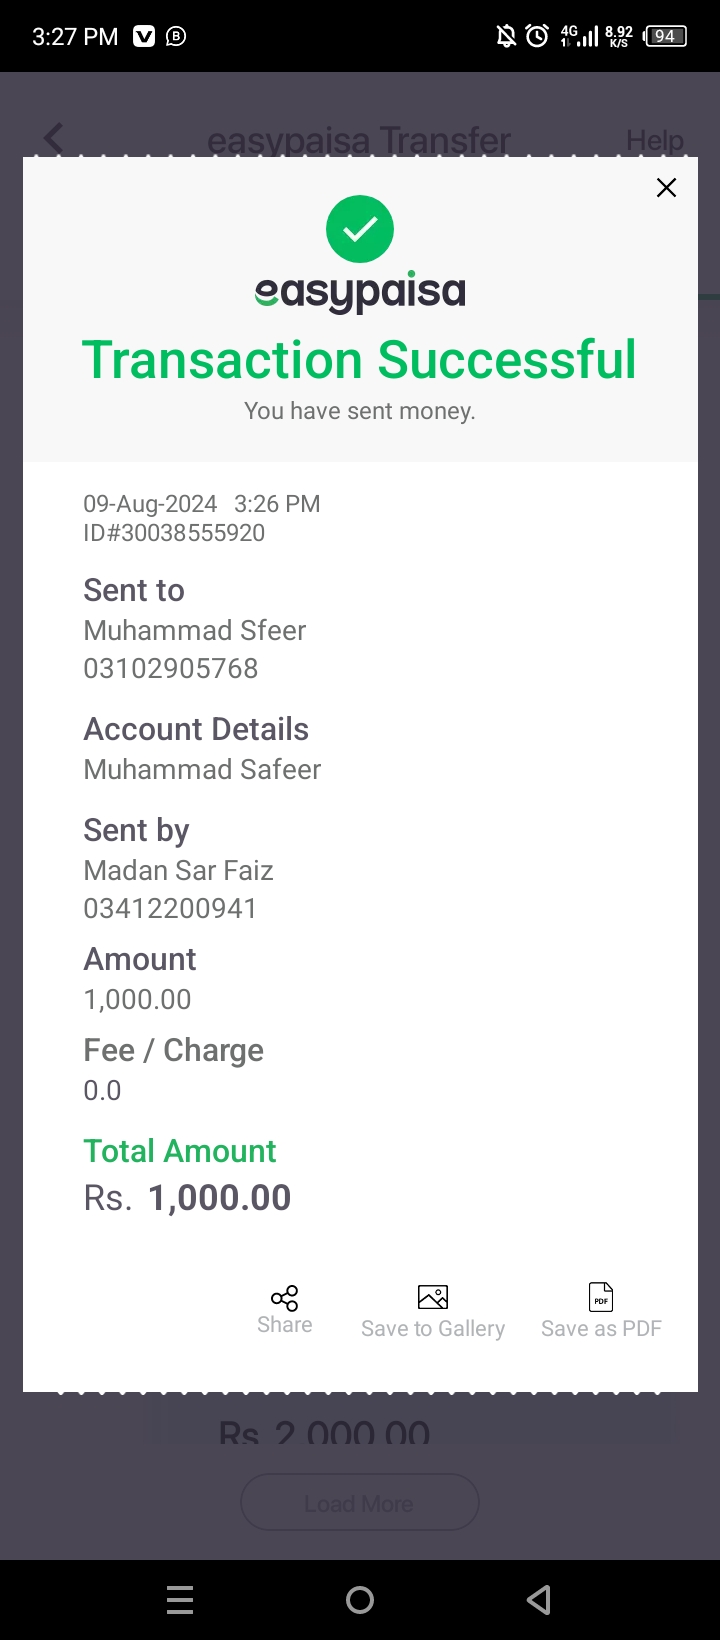 3:27 PM
4G 8.92 K/S 94
easypaisa Transfer Help
easypaisa
Transaction Successful
You have sent money.
09-Aug-2024 3:26 PM
ID#30038555920
Sent to
Muhammad Sfeer
03102905768
Account Details
Muhammad Safeer
Sent by
Madan Sar Faiz
03412200941
Amount
1,000.00
Fee / Charge
0.0
Total Amount
Rs. 1,000.00
PDF
Share Save to Gallery Save as PDF
Rs 2,000.00
Load More